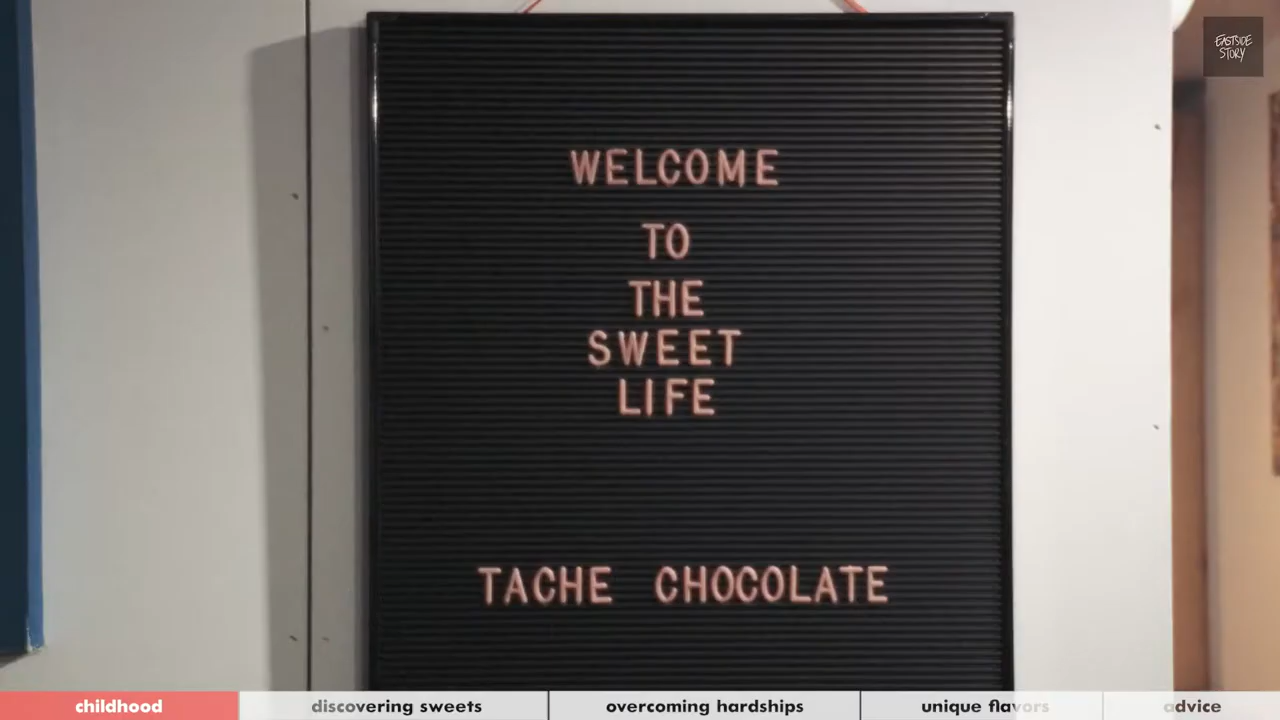 EASTSIDE
STORY
WELCOME
TO
THE
SWEET
LIFE
TACHE CHOCOLATE
childhood
discovering sweets
overcoming hardships
unique flavors
advice